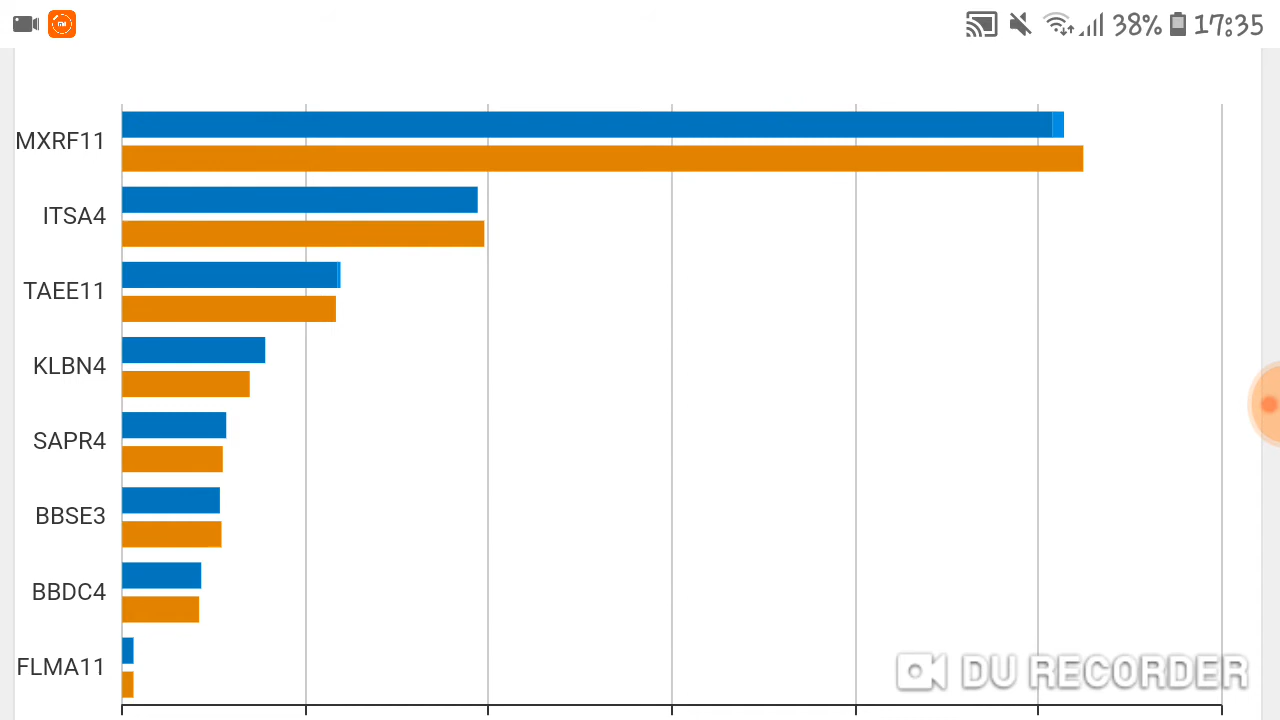 38% 17:35
MXRF11
ITSA4
TAEE11
KLBN4
SAPR4
BBSE3
BBDC4
FLMA11
DU RECORDER